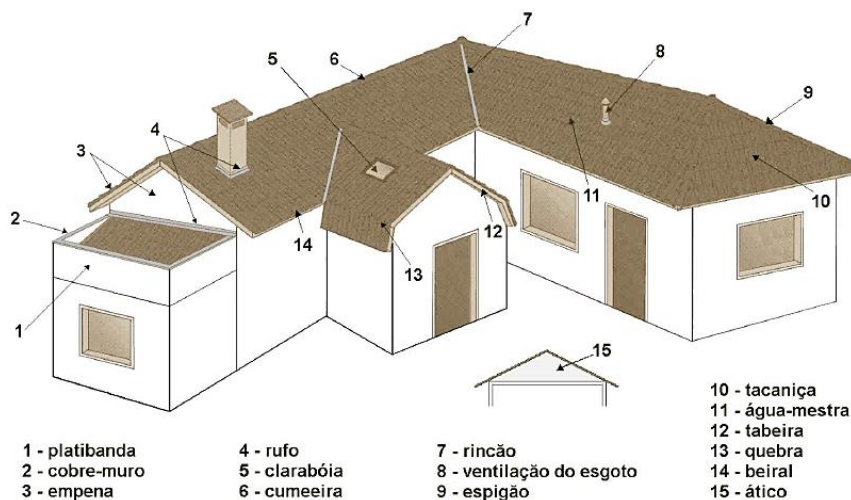 7
8
5
6
9
4
3
2
11
10
14
13
12
1
15
1 - platibanda
2 - cobre-muro
3 - empena
4 - rufo
5 - clarabóia
6 - cumeeira
7 - rincão
8 - ventilação do esgoto
9 - espigão
10 - tacaniça
11 - água-mestra
12 - tabeira
13 - quebra
14 - beiral
15 - ático